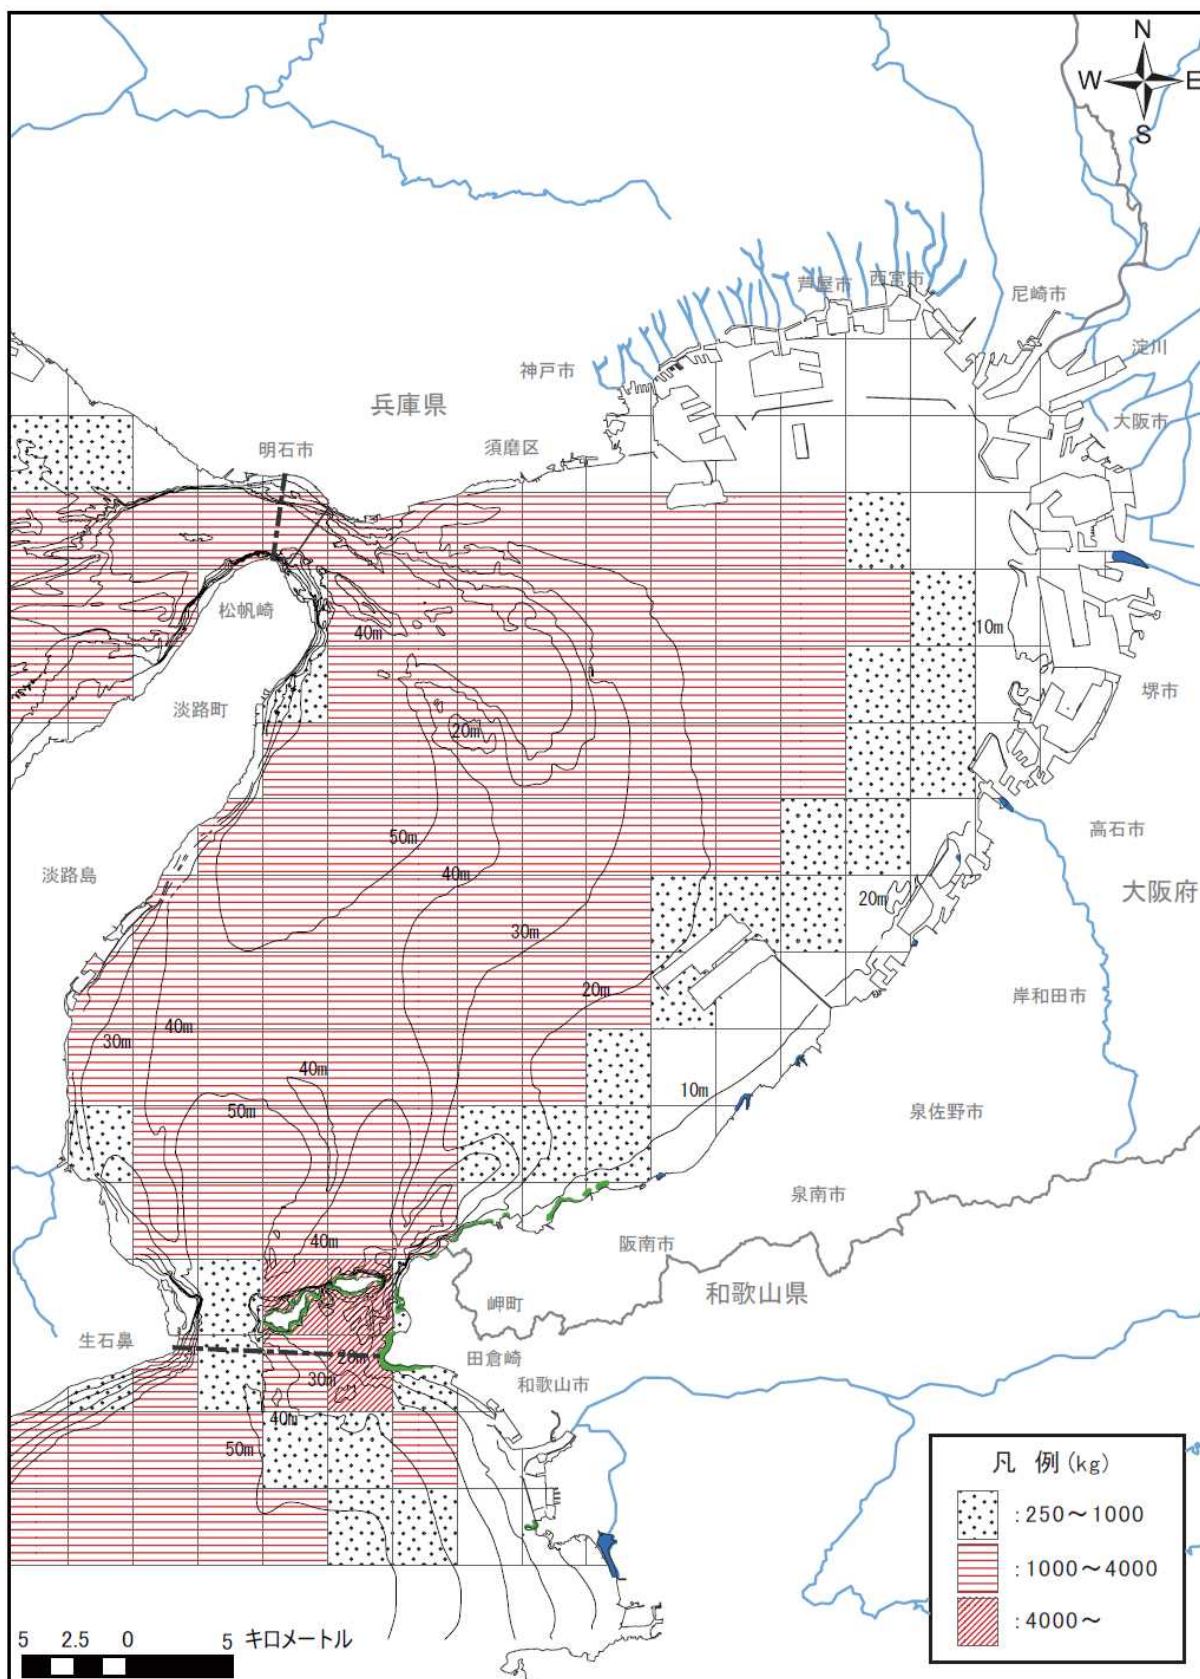 N
W E
S
芦屋市 西宮市
尼崎市
淀川
神戸市
兵庫県
大阪市
明石市
須磨区
松帆崎
40m
10m
淡路町
20m
堺市
50m
高石市
淡路島
40m
20m
大阪府
30m
20m
岸和田市
40m
30m
40m
10m
50m
泉佐野市
泉南市
40m
阪南市
和歌山県
岬町
生石鼻
田倉崎
20m
30m
和歌山市
40m
50m
凡 例(kg)
:250～1000
:1000～4000
:4000～
5 2.5 0 5 キロメートル